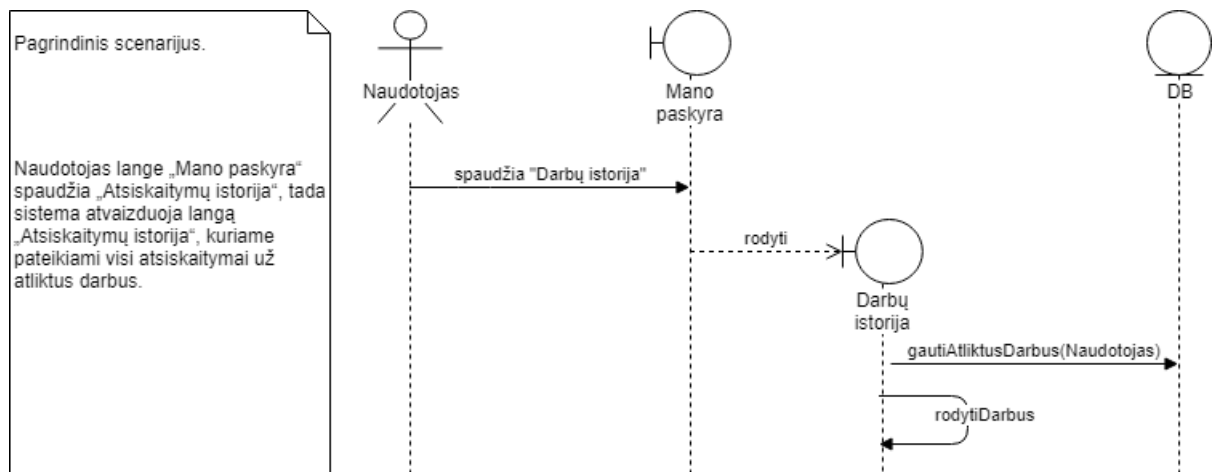 Pagrindinis scenarijus.
Naudotojas lange „Mano paskyra“
spaudžia „Atsiskaitymų istorija“, tada
sistema atvaizduoja langą
„Atsiskaitymų istorija“, kuriame
pateikiami visi atsiskaitymai už
atliktus darbus.
Naudotojas
Mano
paskyra
DB
spaudžia "Darbų istorija"
rodyti
Darbų
istorija
gautiAtliktusDarbus(Naudotojas)
rodytiDarbus